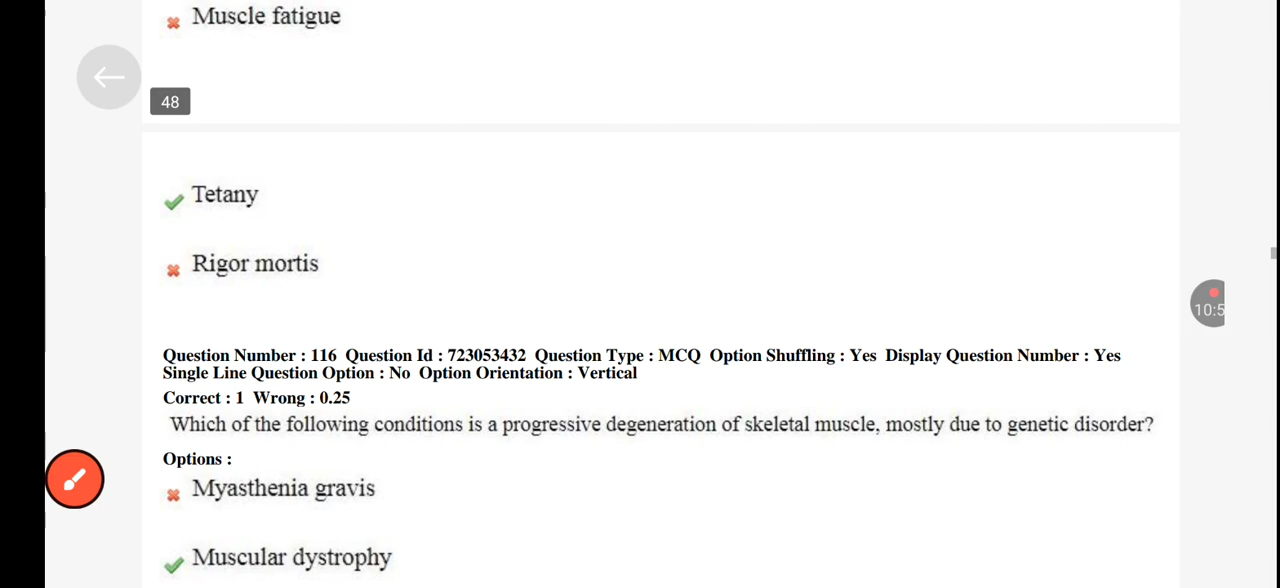 Muscle fatigue
48
Tetany
Rigor mortis
10:5
Question Number : 116 Question Id : 723053432 Question Type : MCQ Option Shuffling : Yes Display Question Number : Yes
Single Line Question Option : No Option Orientation : Vertical
Correct : 1 Wrong : 0.25
Which of the following conditions is a progressive degeneration of skeletal muscle, mostly due to genetic disorder?
Options :
Myasthenia gravis
Muscular dystrophy